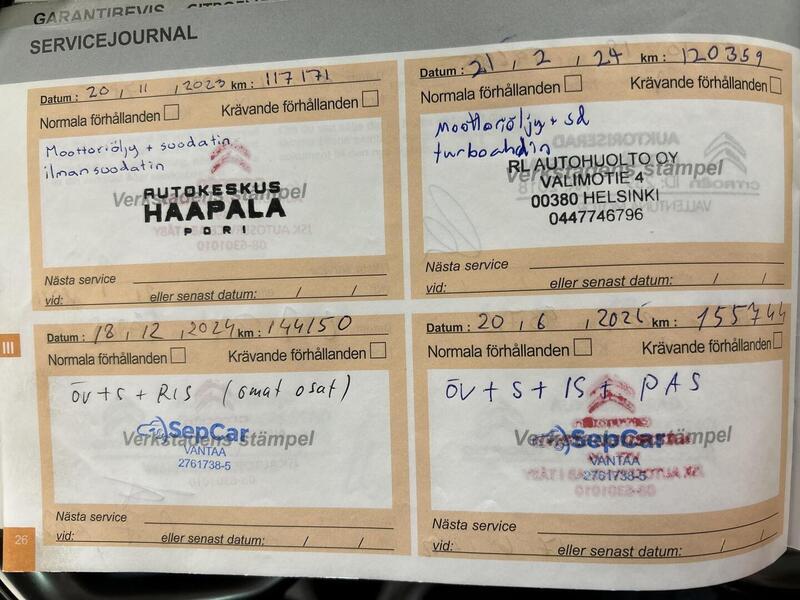 GARANTIREVIS
SERVICEJOURNAL
Datum : 20 , 11 , 2023 km : 117171
Normala förhållanden
Krävande förhållanden
Moottoriöljy + suodatin
ilmansuodatin
Verkstadens stämpel
AUTOKESKUS
HAAPALA
PORI
Nästa service
vid: eller senast datum: / /
Datum : 21 , 2 , 24 km : 120359
Normala förhållanden
Krävande förhållanden
Moottoriöljy + sd
turboahdin
RL AUTOHUOLTO OY
Verkstadens stämpel
VALIMOTIE 4
00380 HELSINKI
0447746796
Nästa service
vid: eller senast datum: / /
Datum : 18 , 12 , 2024 km : 144150
Normala förhållanden
Krävande förhållanden
ÖV + S + RIS (omat osat)
SepCar
Verkstadens stämpel
VANTAA
2761738-5
Nästa service
vid: eller senast datum: / /
Datum : 20 , 6 , 2025 km : 155744
Normala förhållanden
Krävande förhållanden
ÖV + S + IS + PAS
SepCar
Verkstadens stämpel
VANTAA
2761738-5
Nästa service
vid: eller senast datum: / /
III
26